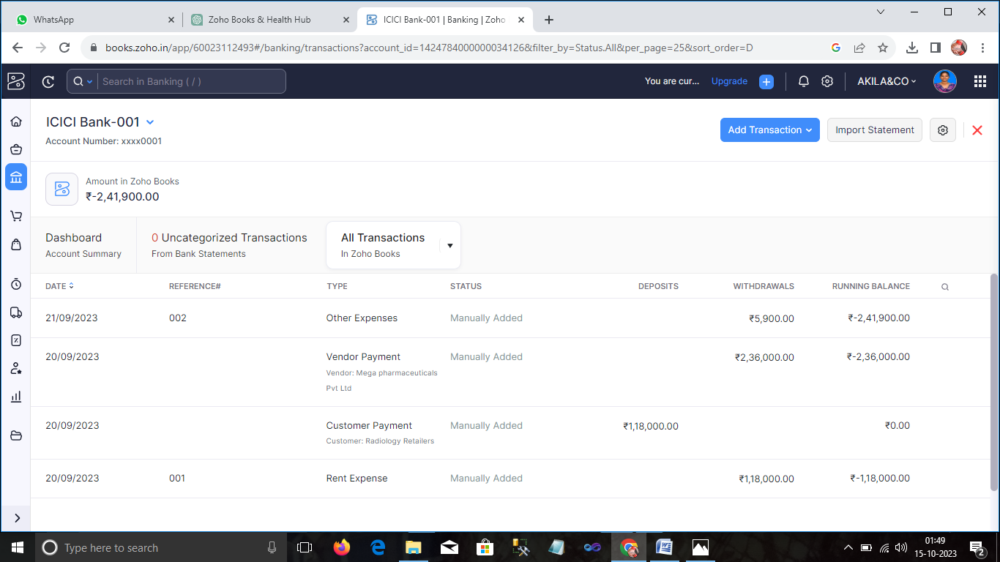 WhatsApp
Zoho Books & Health Hub
ICICI Bank-001 | Banking | Zoho
books.zoho.in/app/60023112493#/banking/transactions?account_id=1424784000000034126&filter_by=Status.All&per_page=25&sort_order=D
Search in Banking ( / )
You are cur... Upgrade
AKILA&CO
ICICI Bank-001
Account Number: xxxx0001
Add Transaction
Import Statement
Amount in Zoho Books
₹-2,41,900.00
Dashboard
Account Summary
0 Uncategorized Transactions
From Bank Statements
All Transactions
In Zoho Books
DATE REFERENCE# TYPE STATUS DEPOSITS WITHDRAWALS RUNNING BALANCE
21/09/2023 002 Other Expenses Manually Added ₹5,900.00 ₹-2,41,900.00
20/09/2023 Vendor Payment Manually Added ₹2,36,000.00 ₹-2,36,000.00
Vendor: Mega pharmaceuticals
Pvt Ltd
20/09/2023 Customer Payment Manually Added ₹1,18,000.00 ₹0.00
Customer: Radiology Retailers
20/09/2023 001 Rent Expense Manually Added ₹1,18,000.00 ₹-1,18,000.00
Type here to search
01:49
15-10-2023
2